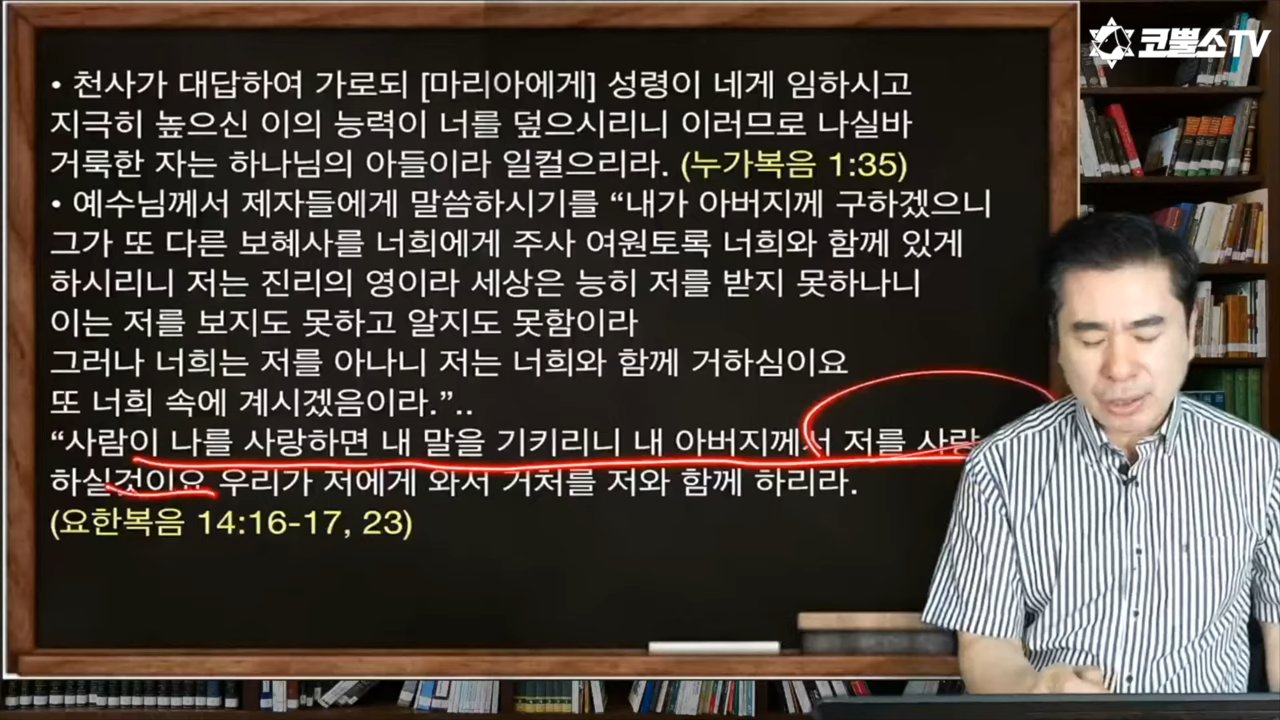 코뿔소TV
• 천사가 대답하여 가로되 [마리아에게] 성령이 네게 임하시고
지극히 높으신 이의 능력이 너를 덮으시리니 이러므로 나실바
거룩한 자는 하나님의 아들이라 일컬으리라. (누가복음 1:35)
• 예수님께서 제자들에게 말씀하시기를 “내가 아버지께 구하겠으니
그가 또 다른 보혜사를 너희에게 주사 여원토록 너희와 함께 있게
하시리니 저는 진리의 영이라 세상은 능히 저를 받지 못하나니
이는 저를 보지도 못하고 알지도 못함이라
그러나 너희는 저를 아나니 저는 너희와 함께 거하심이요
또 너희 속에 계시겠음이라.”..
“사람이 나를 사랑하면 내 말을 기키리니 내 아버지께서 저를 사랑
하실것이요 우리가 저에게 와서 거처를 저와 함께 하리라.
(요한복음 14:16-17, 23)